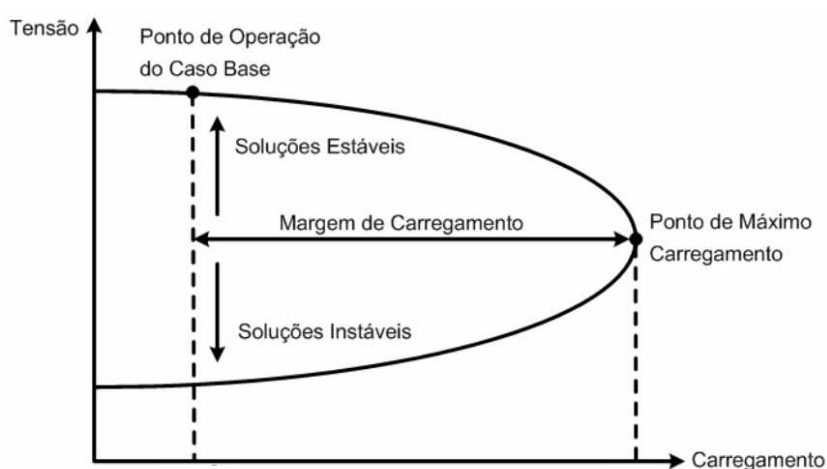 Tensão
Ponto de Operação
do Caso Base
Soluções Estáveis
Margem de Carregamento
Ponto de Máximo
Carregamento
Soluções Instáveis
Carregamento